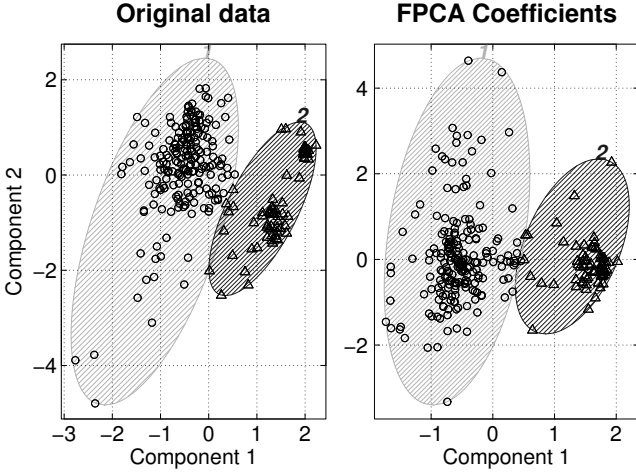 Original data
FPCA Coefficients
1
2
1
2
2
0
−2
−4
4
2
0
−2
Component 2
−3 −2 −1 0 1 2
−1 0 1 2
Component 1
Component 1